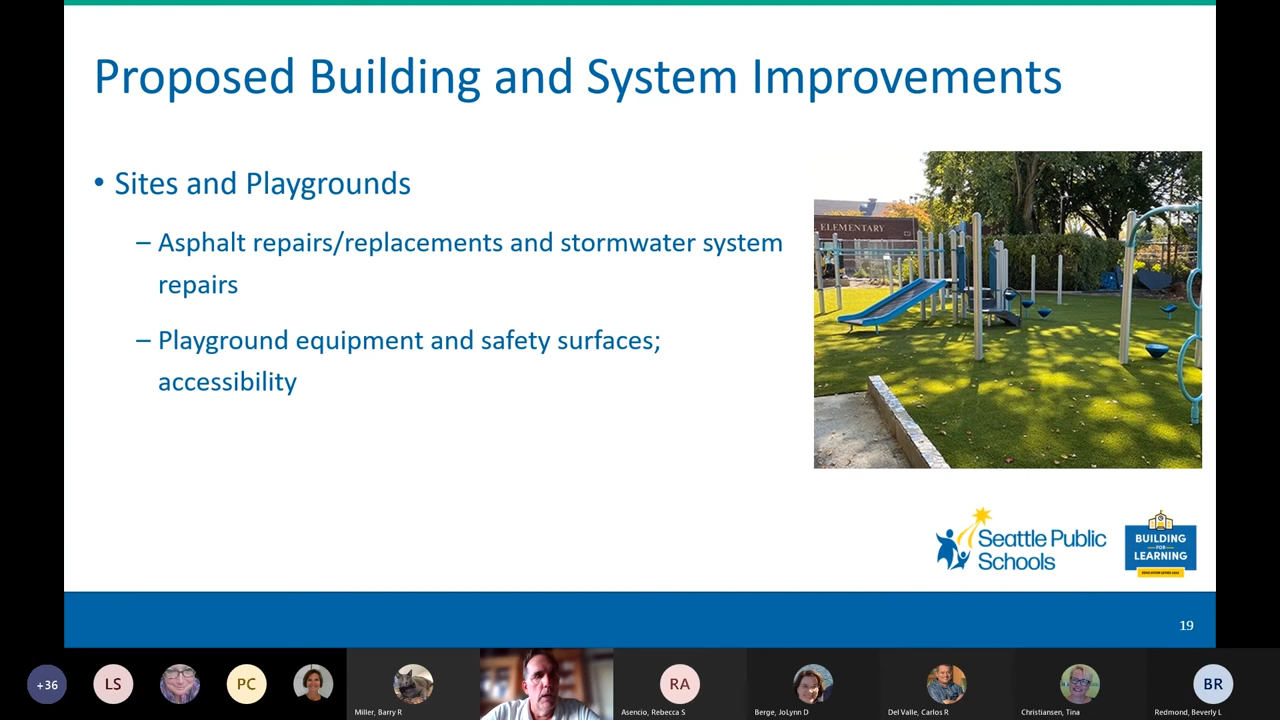 Proposed Building and System Improvements
• Sites and Playgrounds
– Asphalt repairs/replacements and stormwater system
repairs
– Playground equipment and safety surfaces;
accessibility
ELEMENTARY
Seattle Public
Schools
BUILDING
FOR
LEARNING
19
+36
LS
PC
Miller, Barry R
RA
Asencio, Rebecca S
Berge, JoLynn D
Del Valle, Carlos R
Christiansen, Tina
BR
Redmond, Beverly L